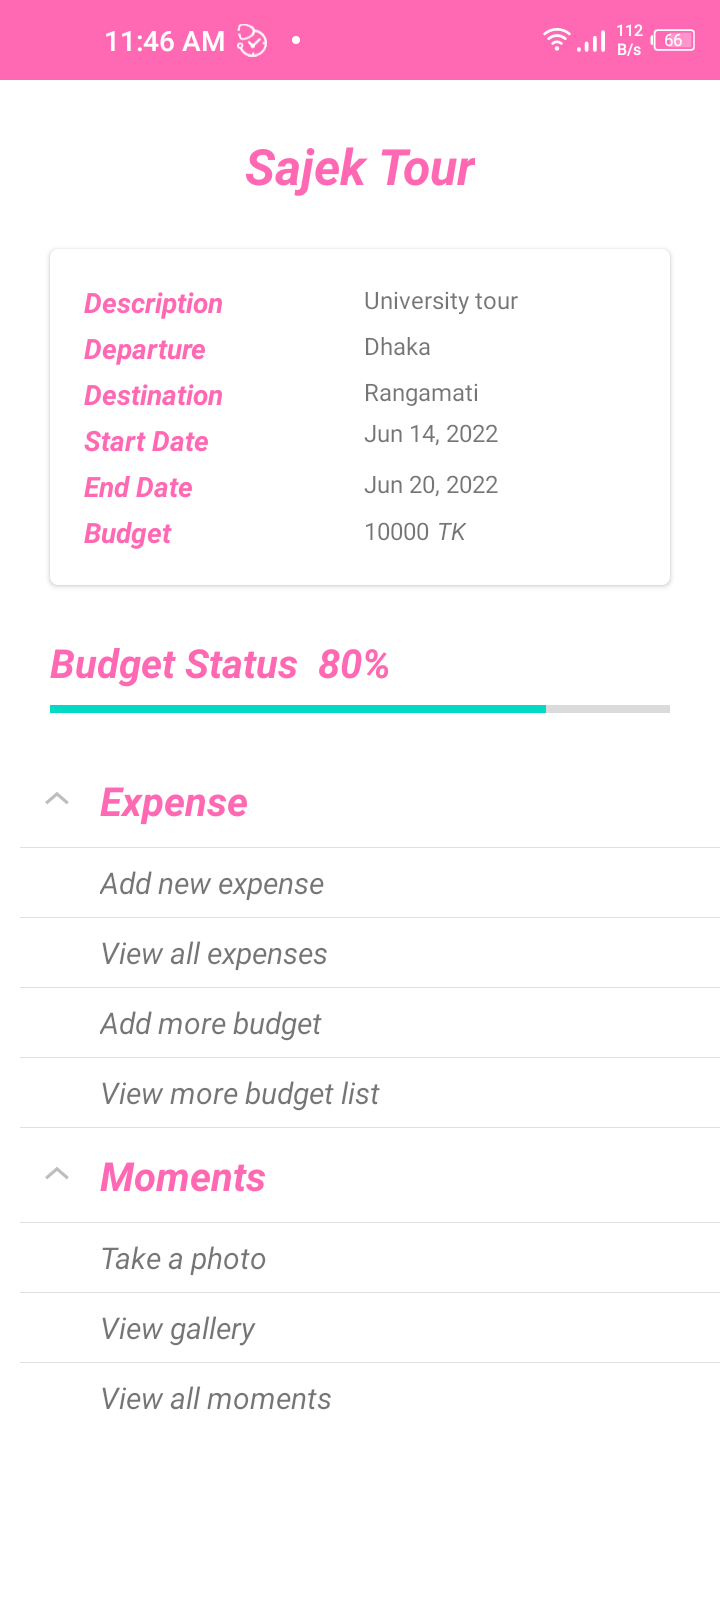 11:46 AM 112 B/s 66
Sajek Tour
Description University tour
Departure Dhaka
Destination Rangamati
Start Date Jun 14, 2022
End Date Jun 20, 2022
Budget 10000 TK
Budget Status 80%
Expense
Add new expense
View all expenses
Add more budget
View more budget list
Moments
Take a photo
View gallery
View all moments